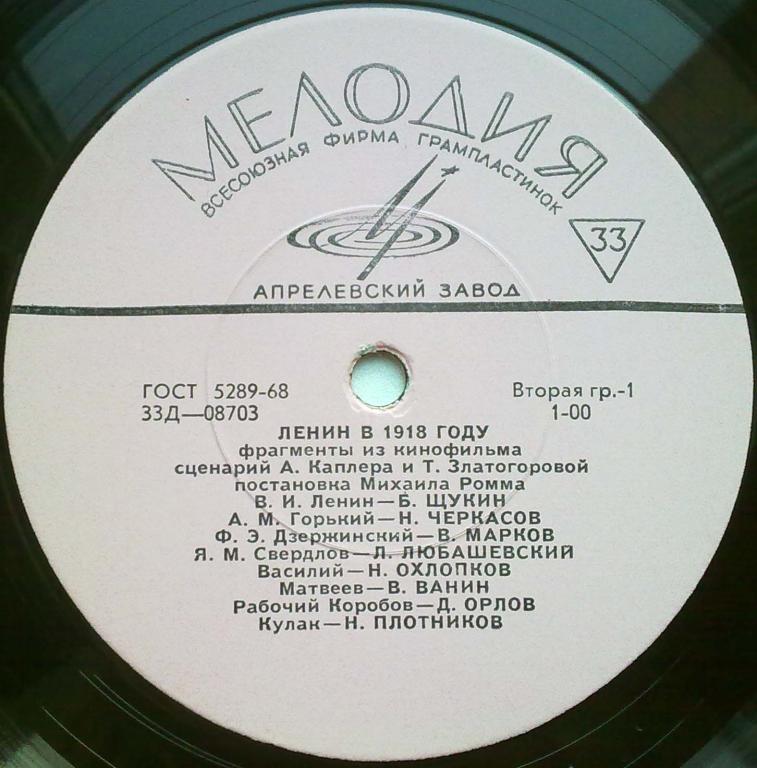 МЕЛОДИЯ
ВСЕСОЮЗНАЯ ФИРМА ГРАМПЛАСТИНОК
33
АПРЕЛЕВСКИЙ ЗАВОД
ГОСТ 5289-68 Вторая гр.-1
33Д—08703 1-00
ЛЕНИН В 1918 ГОДУ
фрагменты из кинофильма
сценарий А. Каплера и Т. Златогоровой
постановка Михаила Ромма
В. И. Ленин—Б. ЩУКИН
А. М. Горький—Н. ЧЕРКАСОВ
Ф. Э. Дзержинский—В. МАРКОВ
Я. М. Свердлов—Л. ЛЮБАШЕВСКИЙ
Василий—Н. ОХЛОПКОВ
Матвеев—В. ВАНИН
Рабочий Коробов—Д. ОРЛОВ
Кулак—Н. ПЛОТНИКОВ